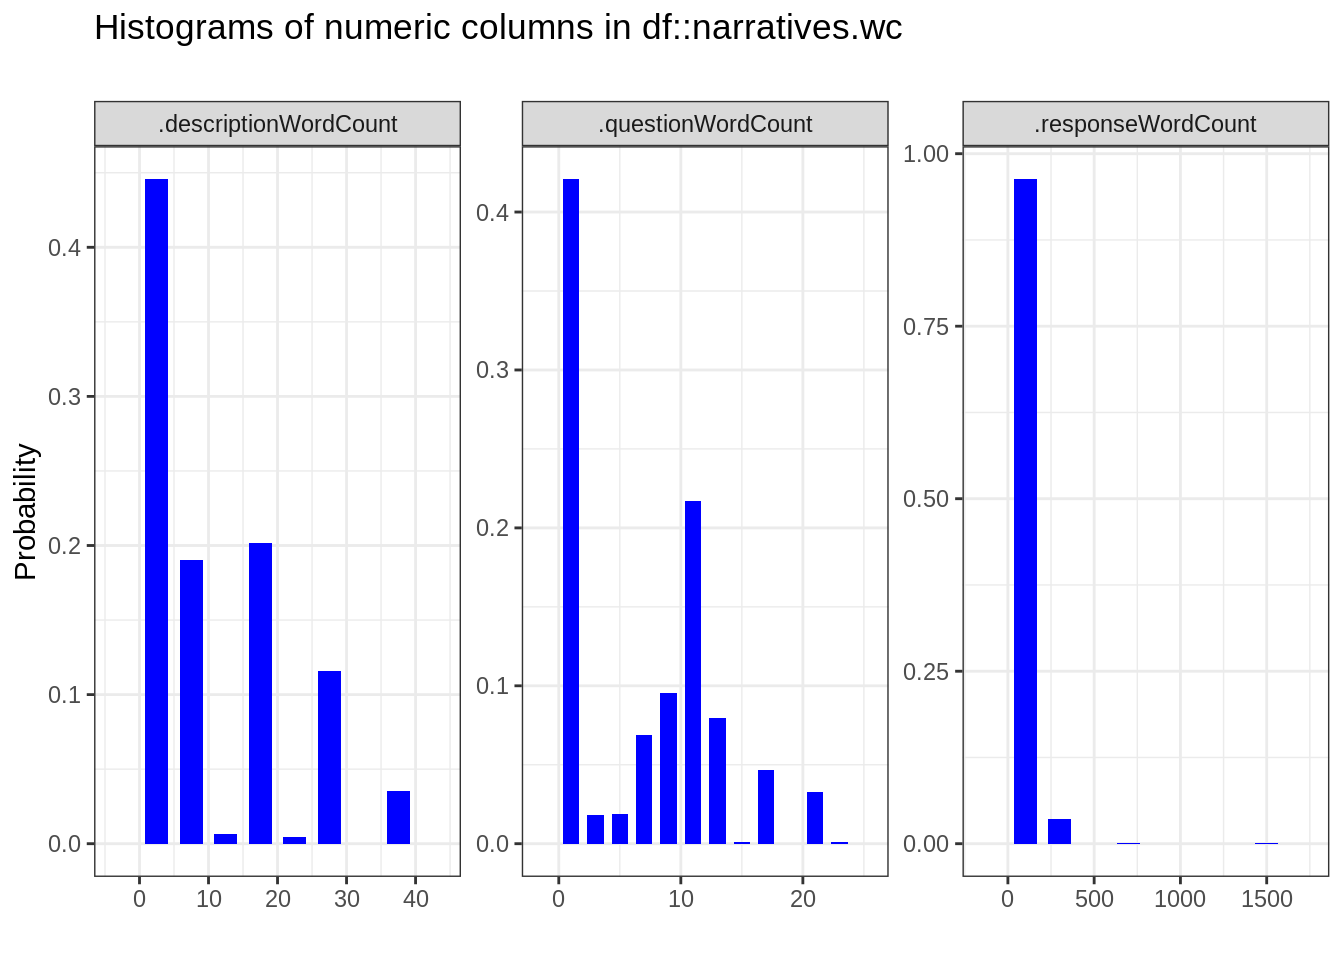 Histograms of numeric columns in df::narratives.wc
.descriptionWordCount
.questionWordCount
.responseWordCount
Probability
0.4
0.3
0.2
0.1
0.0
0 10 20 30 40
0.4
0.3
0.2
0.1
0.0
0 10 20
1.00
0.75
0.50
0.25
0.00
0 500 1000 1500